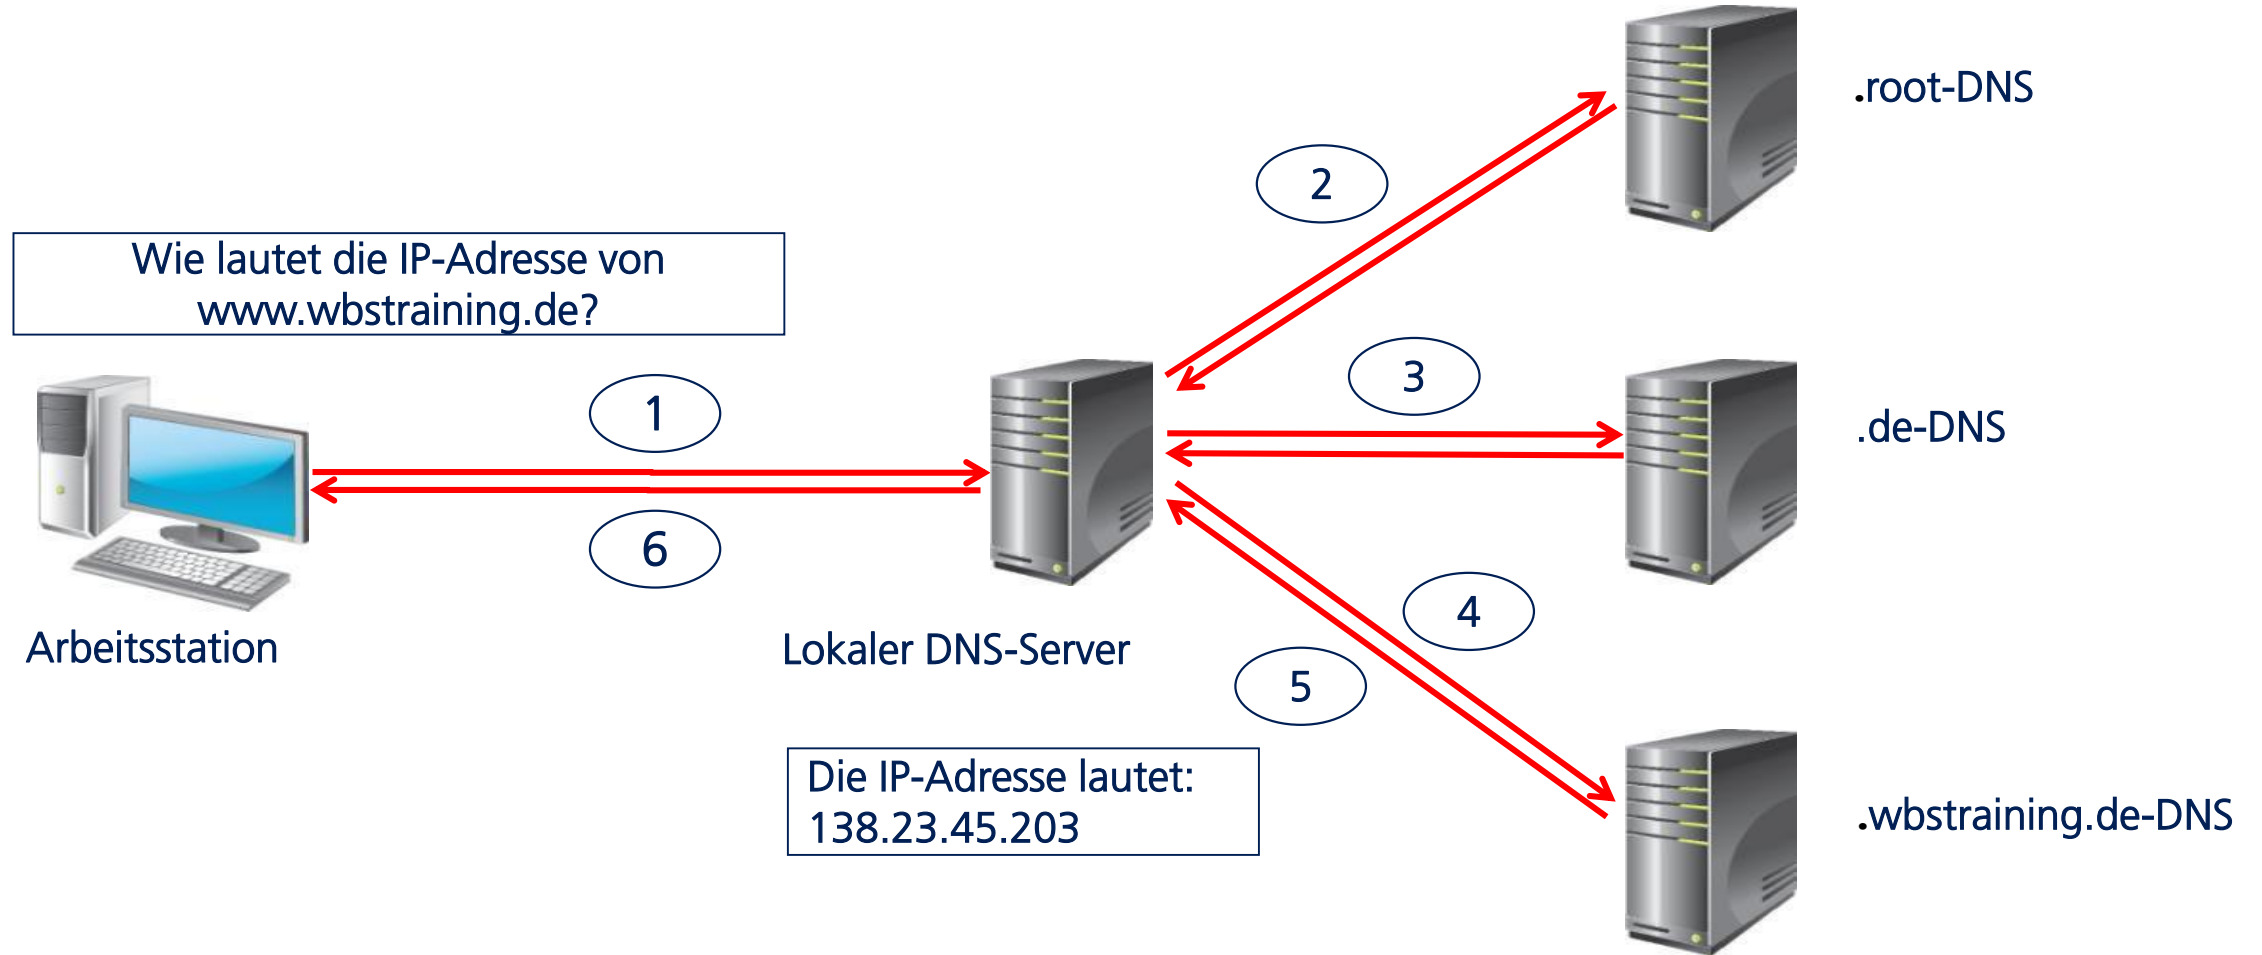 .root-DNS
2
Wie lautet die IP-Adresse von
www.wbstraining.de?
1
3
.de-DNS
6
4
Arbeitsstation
Lokaler DNS-Server
5
Die IP-Adresse lautet:
138.23.45.203
.wbstraining.de-DNS